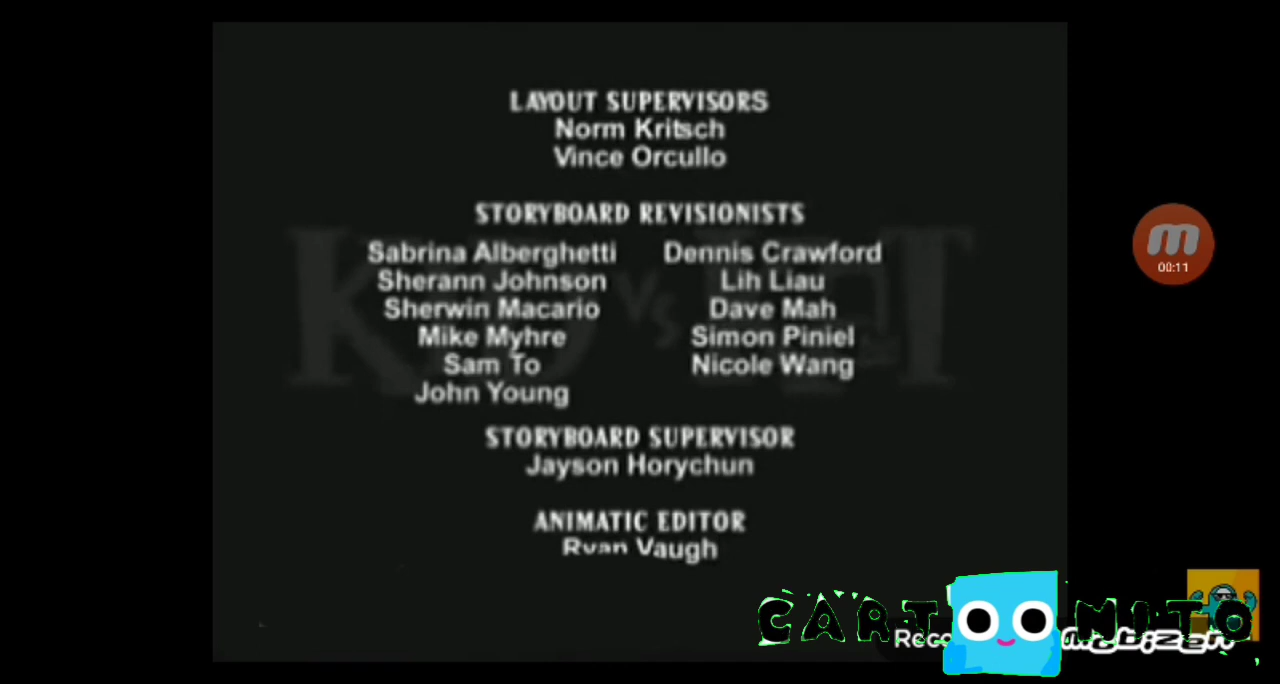 LAYOUT SUPERVISORS
Norm Kritsch
Vince Orcullo
STORYBOARD REVISIONISTS
Sabrina Alberghetti Dennis Crawford
Sherann Johnson Lih Liau
Sherwin Macario Dave Mah
Mike Myhre Simon Piniel
Sam To Nicole Wang
John Young
STORYBOARD SUPERVISOR
Jayson Horychun
ANIMATIC EDITOR
Ryan Vaugh
00:11
CARTOONITO
Mobizen